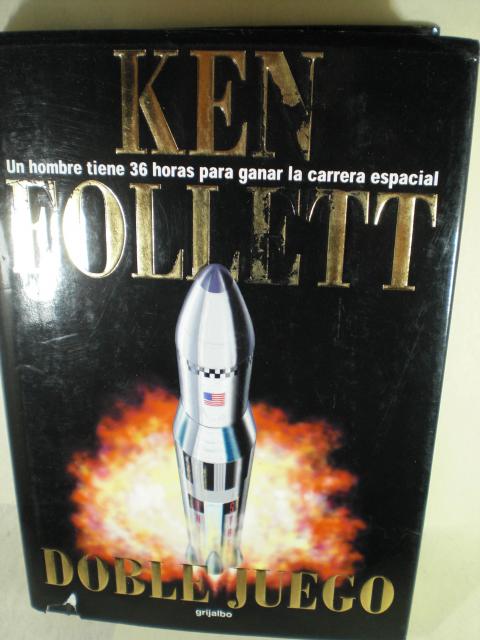 KEN
Un hombre tiene 36 horas para ganar la carrera espacial
FOLLETT
DOBLE JUEGO
grijalbo